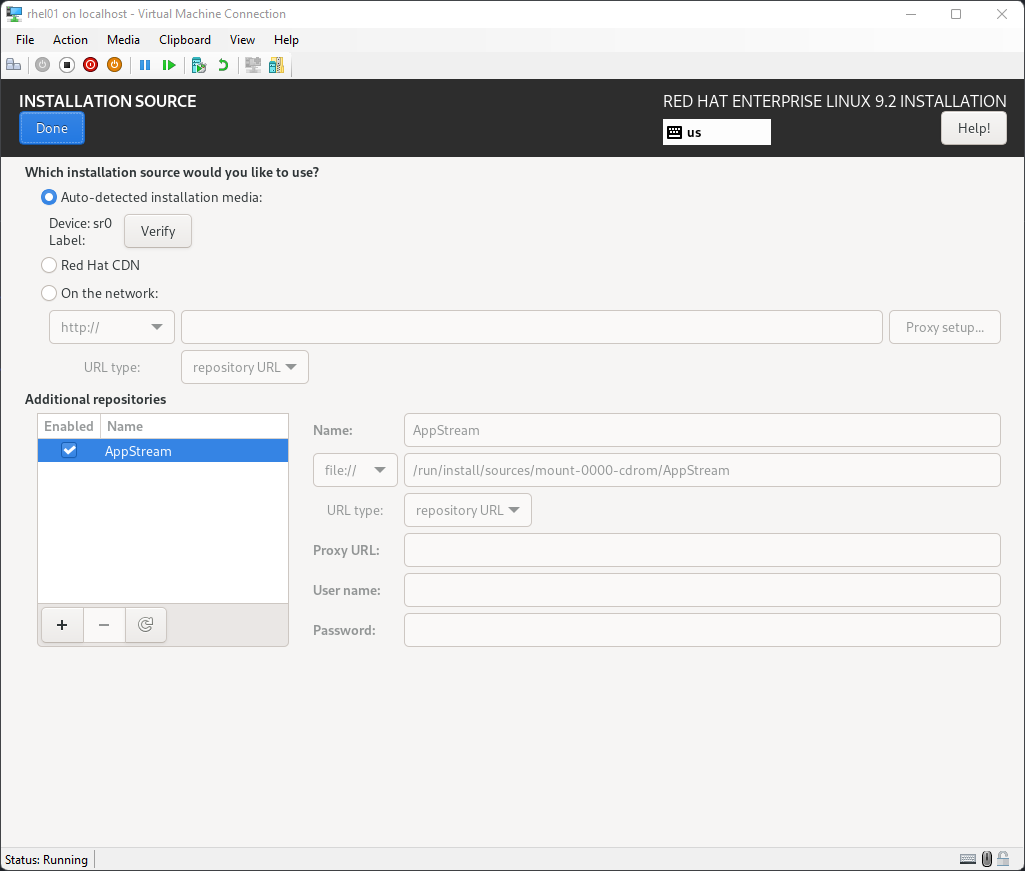 rhel01 on localhost - Virtual Machine Connection
File Action Media Clipboard View Help
INSTALLATION SOURCE
RED HAT ENTERPRISE LINUX 9.2 INSTALLATION
Done
us
Help!
Which installation source would you like to use?
Auto-detected installation media:
Device: sr0
Label:
Verify
Red Hat CDN
On the network:
http://
Proxy setup...
URL type:
repository URL
Additional repositories
Enabled Name
AppStream
Name:
AppStream
file://
/run/install/sources/mount-0000-cdrom/AppStream
URL type:
repository URL
Proxy URL:
User name:
Password:
Status: Running